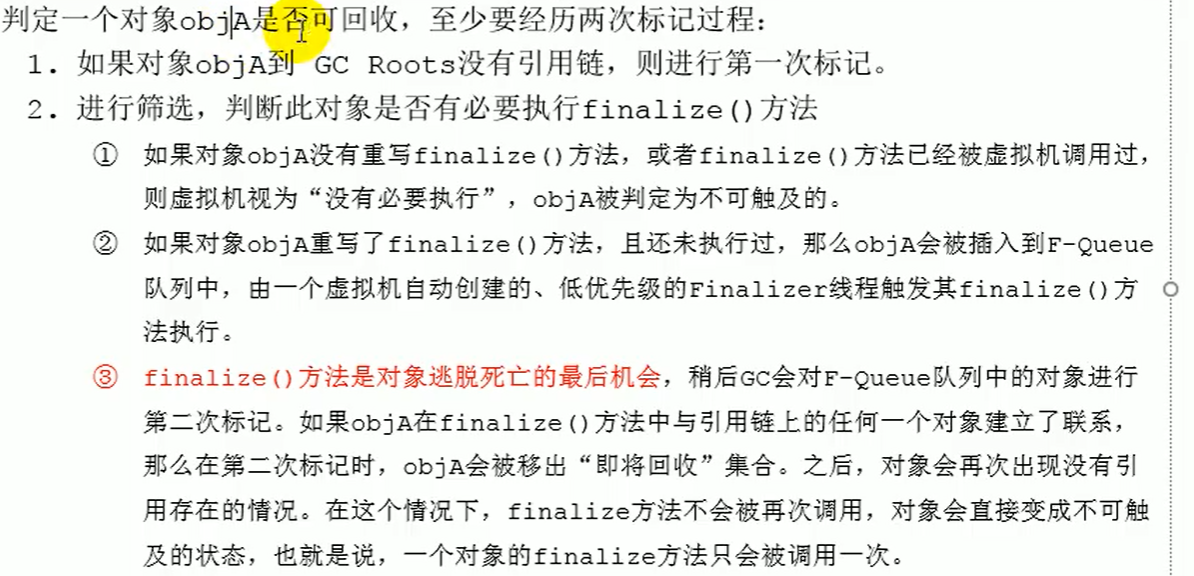 判定一个对象objA是否可回收，至少要经历两次标记过程：
1. 如果对象objA到 GC Roots没有引用链，则进行第一次标记。
2. 进行筛选，判断此对象是否有必要执行finalize()方法
① 如果对象objA没有重写finalize()方法，或者finalize()方法已经被虚拟机调用过，
则虚拟机视为“没有必要执行”，objA被判定为不可触及的。
② 如果对象objA重写了finalize()方法，且还未执行过，那么objA会被插入到F-Queue
队列中，由一个虚拟机自动创建的、低优先级的Finalizer线程触发其finalize()方
法执行。
③ finalize()方法是对象逃脱死亡的最后机会，稍后GC会对F-Queue队列中的对象进行
第二次标记。如果objA在finalize()方法中与引用链上的任何一个对象建立了联系，
那么在第二次标记时，objA会被移出“即将回收”集合。之后，对象会再次出现没有引
用存在的情况。在这个情况下，finalize方法不会被再次调用，对象会直接变成不可触
及的状态，也就是说，一个对象的finalize方法只会被调用一次。